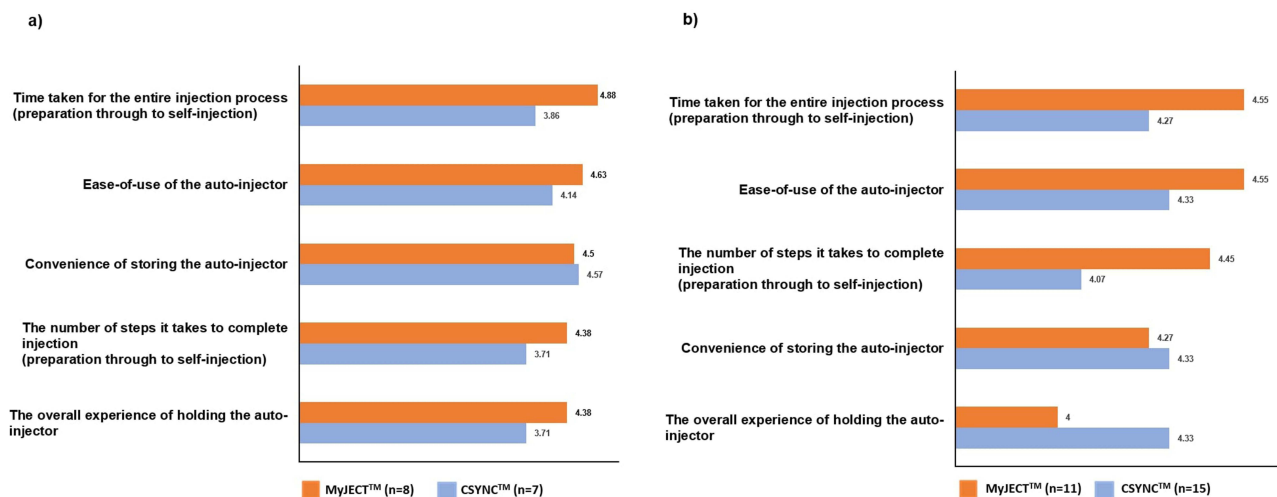 a)
Time taken for the entire injection process
(preparation through to self-injection)
4.88
3.86
Ease-of-use of the auto-injector
4.63
4.14
Convenience of storing the auto-injector
4.5
4.57
The number of steps it takes to complete
injection
(preparation through to self-injection)
4.38
3.71
The overall experience of holding the auto-
injector
4.38
3.71
MyJECT™ (n=8)
CSYNC™ (n=7)
b)
Time taken for the entire injection process
(preparation through to self-injection)
4.55
4.27
Ease-of-use of the auto-injector
4.55
4.33
The number of steps it takes to complete
injection
(preparation through to self-injection)
4.45
4.07
Convenience of storing the auto-injector
4.27
4.33
The overall experience of holding the auto-
injector
4
4.33
MyJECT™ (n=11)
CSYNC™ (n=15)